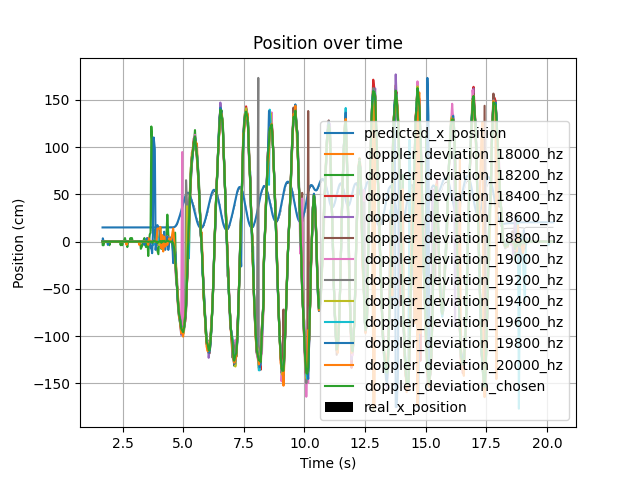 Position over time
Position (cm)
150
100
50
0
−50
−100
−150
predicted_x_position
doppler_deviation_18000_hz
doppler_deviation_18200_hz
doppler_deviation_18400_hz
doppler_deviation_18600_hz
doppler_deviation_18800_hz
doppler_deviation_19000_hz
doppler_deviation_19200_hz
doppler_deviation_19400_hz
doppler_deviation_19600_hz
doppler_deviation_19800_hz
doppler_deviation_20000_hz
doppler_deviation_chosen
real_x_position
2.5 5.0 7.5 10.0 12.5 15.0 17.5 20.0
Time (s)